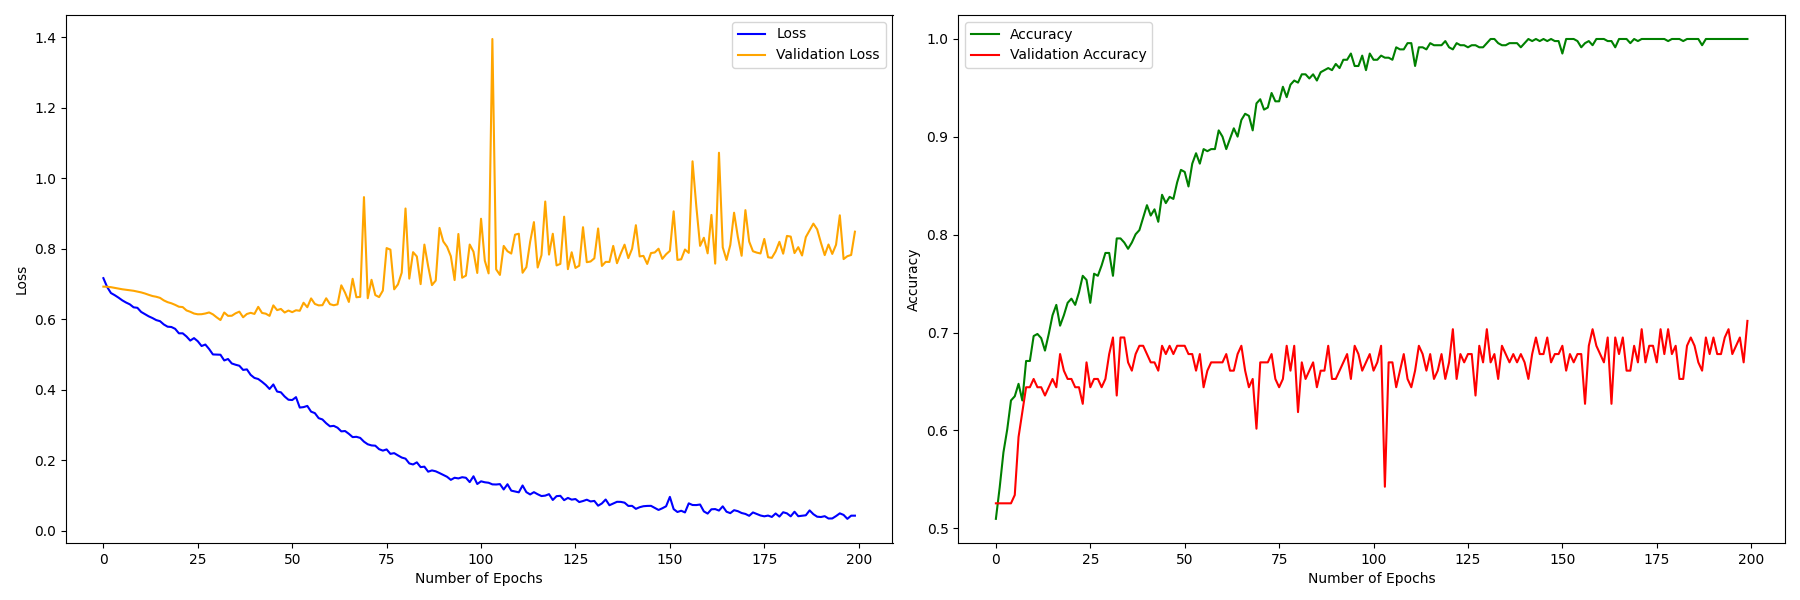 1.4
1.2
1.0
0.8
0.6
0.4
0.2
0.0
Loss
Loss
Validation Loss
0 25 50 75 100 125 150 175 200
Number of Epochs
1.0
0.9
0.8
0.7
0.6
0.5
Accuracy
Accuracy
Validation Accuracy
0 25 50 75 100 125 150 175 200
Number of Epochs